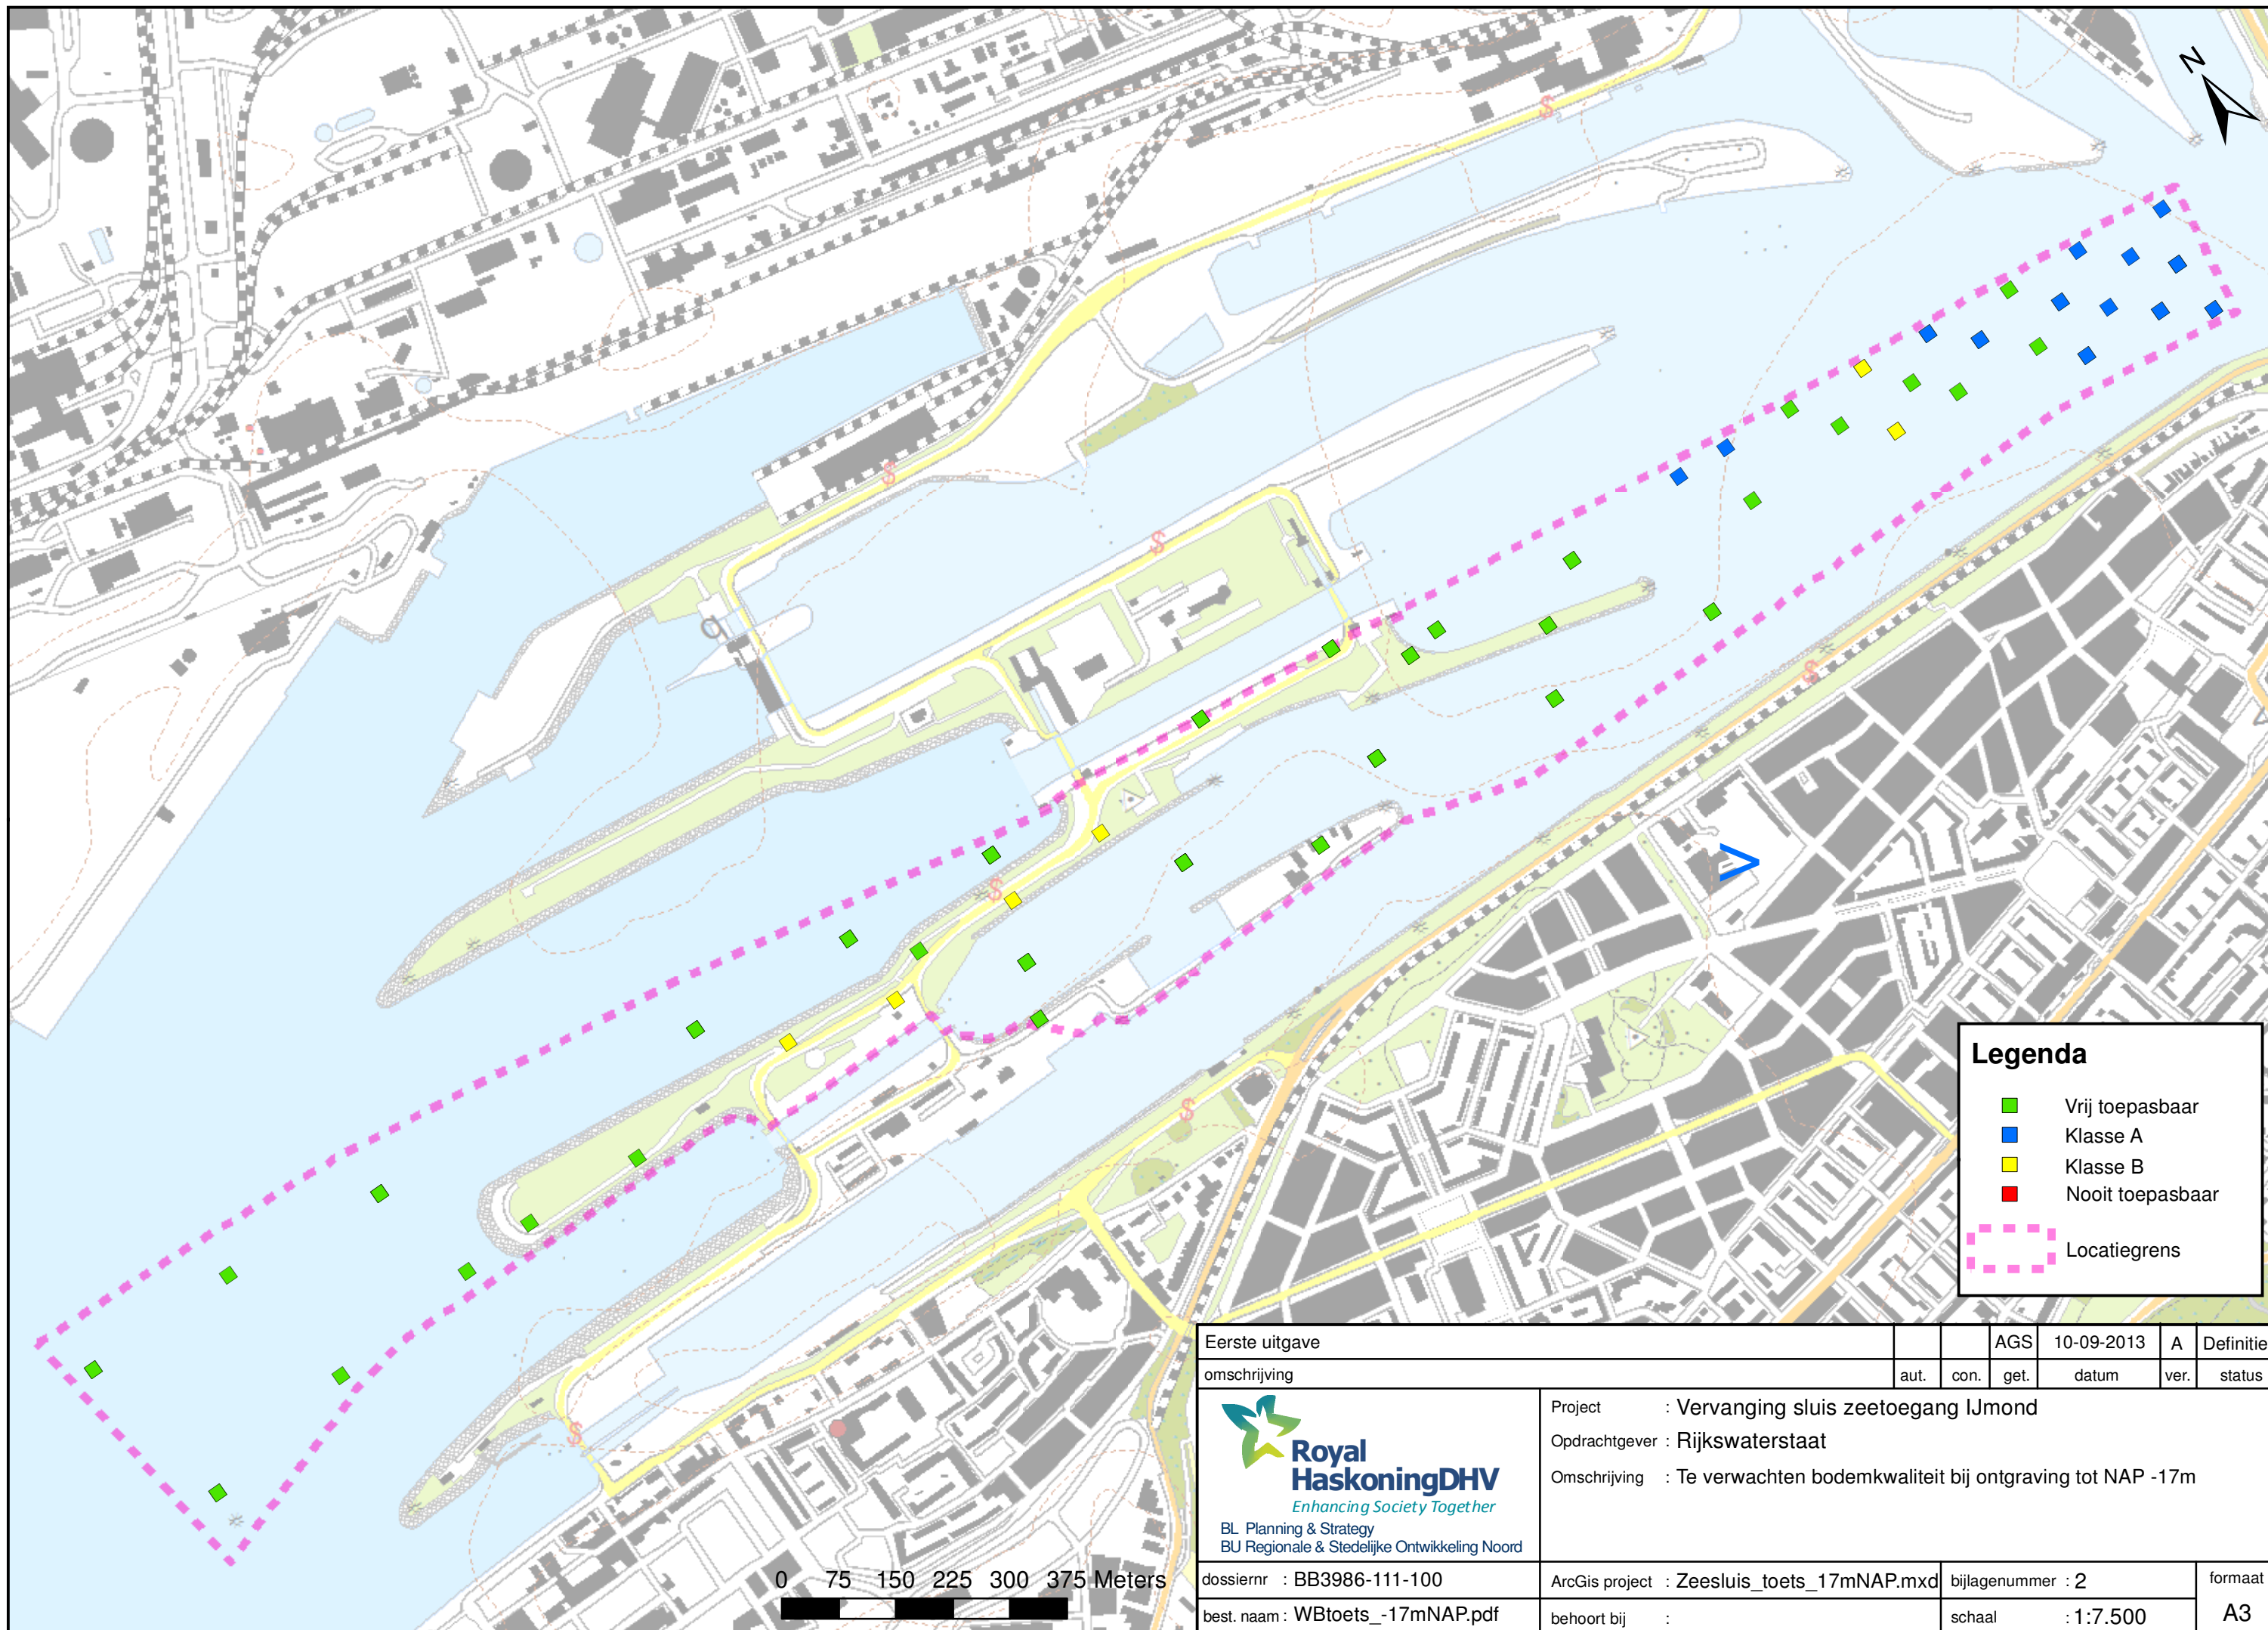 N
$
$
$
$
$
$
$
Legenda
Vrij toepasbaar
Klasse A
Klasse B
Nooit toepasbaar
Locatiegrens
Eerste uitgave AGS 10-09-2013 A Definitie
omschrijving aut. con. get. datum ver. status
Royal
HaskoningDHV
Enhancing Society Together
BL Planning & Strategy
BU Regionale & Stedelijke Ontwikkeling Noord
Project : Vervanging sluis zeetoegang IJmond
Opdrachtgever : Rijkswaterstaat
Omschrijving : Te verwachten bodemkwaliteit bij ontgraving tot NAP -17m
0 75 150 225 300 375 Meters
dossiernr : BB3986-111-100 ArcGis project : Zeesluis_toets_17mNAP.mxd bijlagenummer : 2 formaat
best. naam : WBtoets_-17mNAP.pdf behoort bij : schaal : 1:7.500 A3